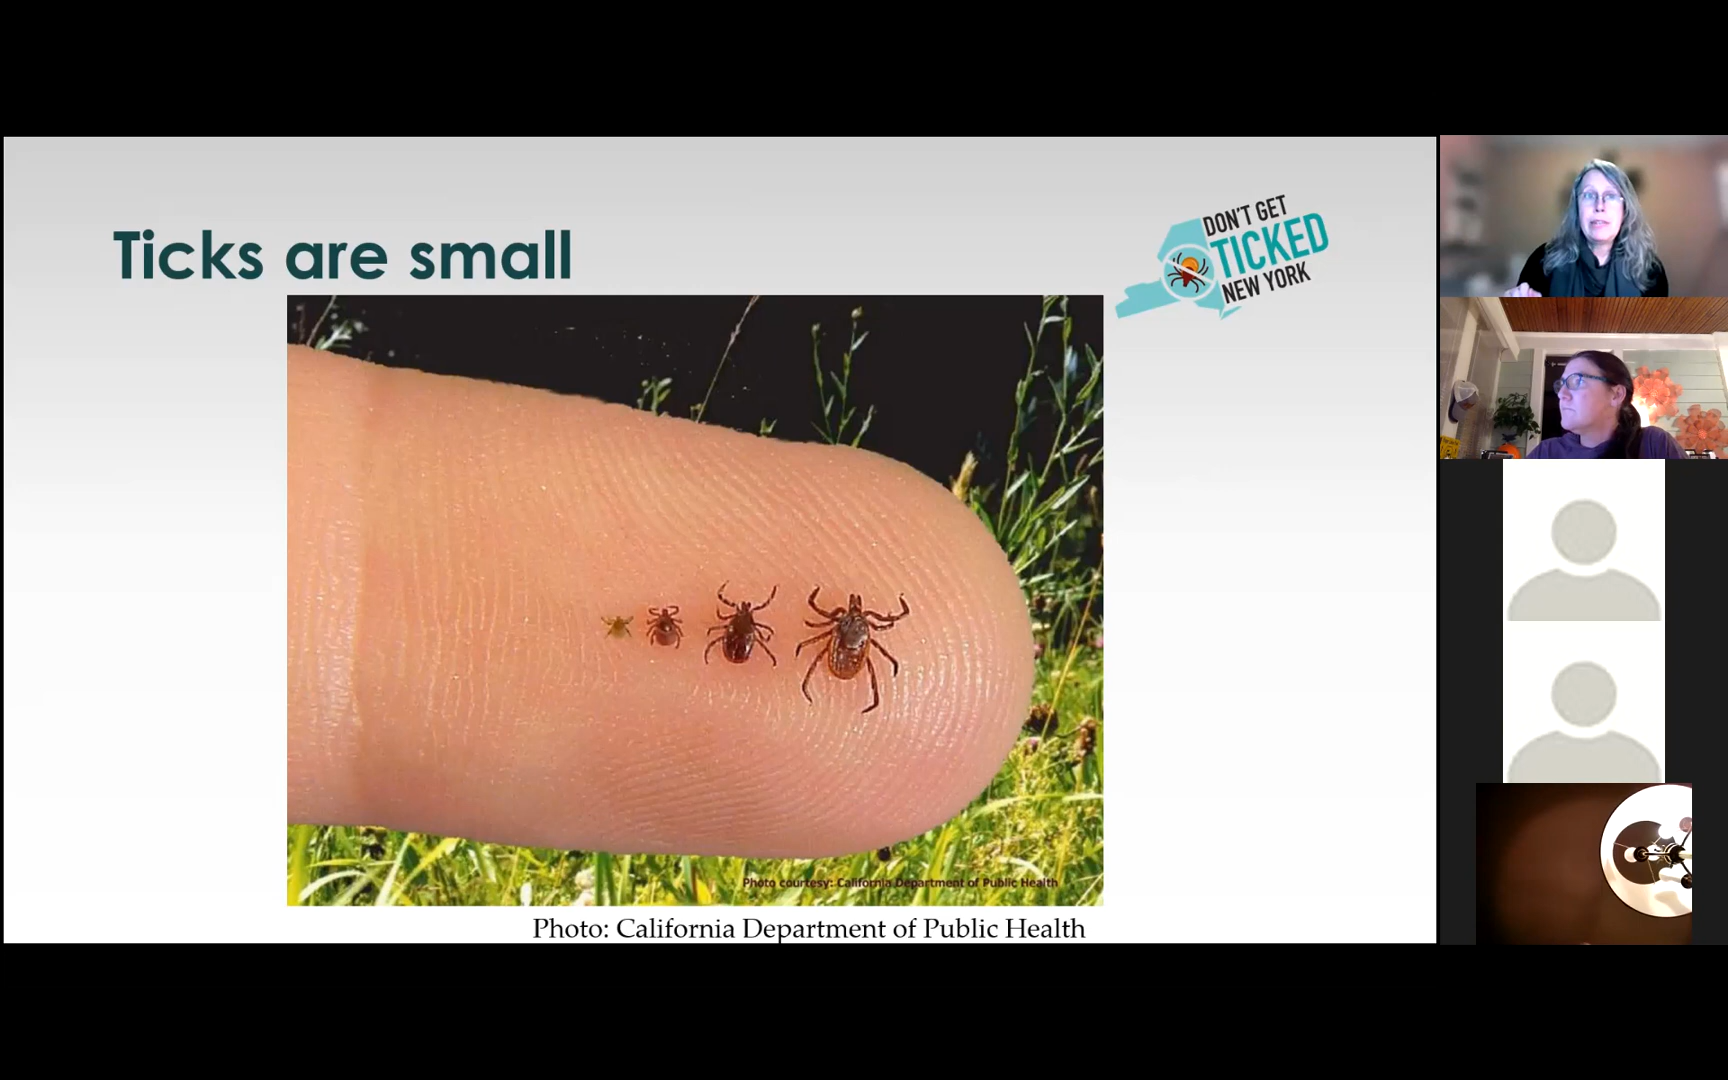 Ticks are small
DON'T GET
TICKED
NEW YORK
Photo courtesy: California Department of Public Health
Photo: California Department of Public Health